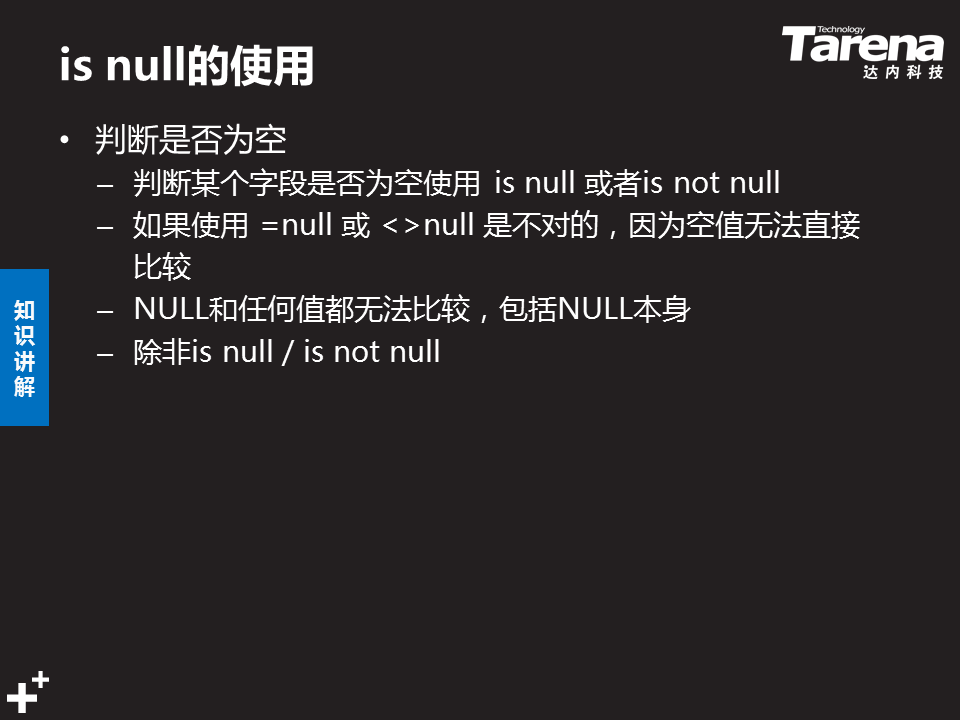 is null的使用
Technology
Tarena
达内科技
• 判断是否为空
– 判断某个字段是否为空使用 is null 或者is not null
– 如果使用 =null 或 <>null 是不对的，因为空值无法直接
比较
– NULL和任何值都无法比较，包括NULL本身
– 除非is null / is not null
知
识
讲
解